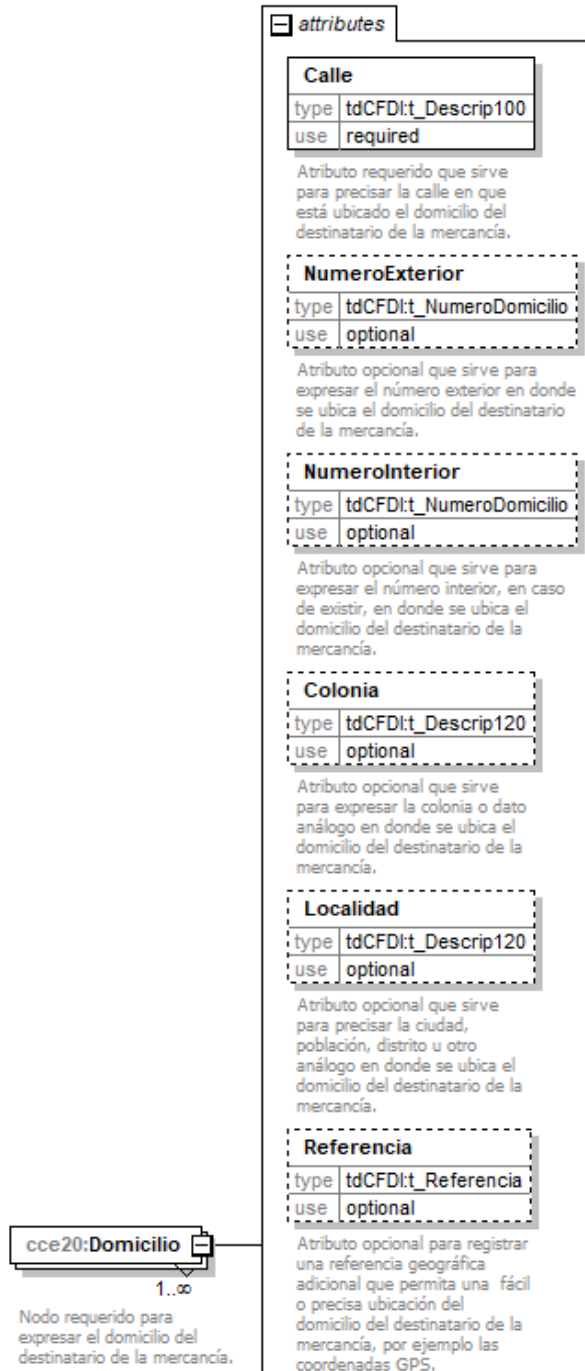 attributes
Calle
type tdCFDI:t_Descrip100
use required
Atributo requerido que sirve
para precisar la calle en que
está ubicado el domicilio del
destinatario de la mercancía.
NumeroExterior
type tdCFDI:t_NumeroDomicilio
use optional
Atributo opcional que sirve para
expresar el número exterior en donde
se ubica el domicilio del destinatario
de la mercancía.
NumeroInterior
type tdCFDI:t_NumeroDomicilio
use optional
Atributo opcional que sirve para
expresar el número interior, en caso
de existir, en donde se ubica el
domicilio del destinatario de la
mercancía.
Colonia
type tdCFDI:t_Descrip120
use optional
Atributo opcional que sirve
para expresar la colonia o dato
análogo en donde se ubica el
domicilio del destinatario de la
mercancía.
Localidad
type tdCFDI:t_Descrip120
use optional
Atributo opcional que sirve
para precisar la ciudad,
población, distrito u otro
análogo en donde se ubica el
domicilio del destinatario de la
mercancía.
Referencia
type tdCFDI:t_Referencia
use optional
Atributo opcional para registrar
una referencia geográfica
adicional que permita una fácil
o precisa ubicación del
domicilio del destinatario de la
mercancía, por ejemplo las
coordenadas GPS.
cce20:Domicilio
1..∞
Nodo requerido para
expresar el domicilio del
destinatario de la mercancía.